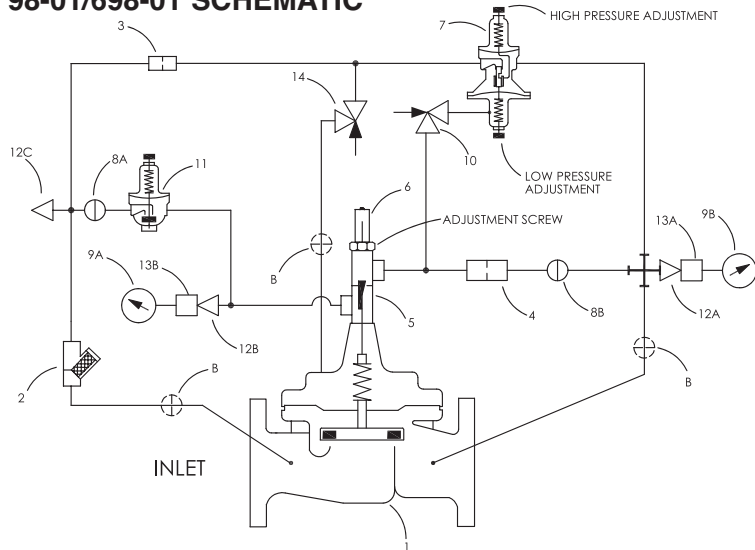 98-01/698-01 SCHEMATIC
HIGH PRESSURE ADJUSTMENT
3
7
14
12C
8A
11
10
LOW PRESSURE
ADJUSTMENT
6
ADJUSTMENT SCREW
13A
9B
9A
13B
B
5
4
8B
12A
12B
2
B
B
INLET
1